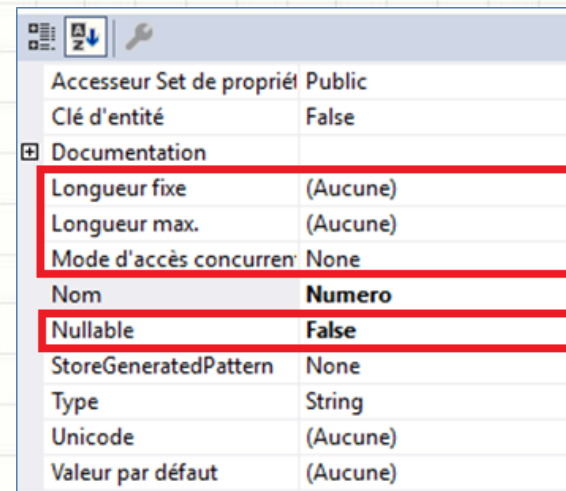 Accesseur Set de propriét Public
Clé d'entité False
Documentation
Longueur fixe (Aucune)
Longueur max. (Aucune)
Mode d'accès concurren None
Nom Numero
Nullable False
StoreGeneratedPattern None
Type String
Unicode (Aucune)
Valeur par défaut (Aucune)